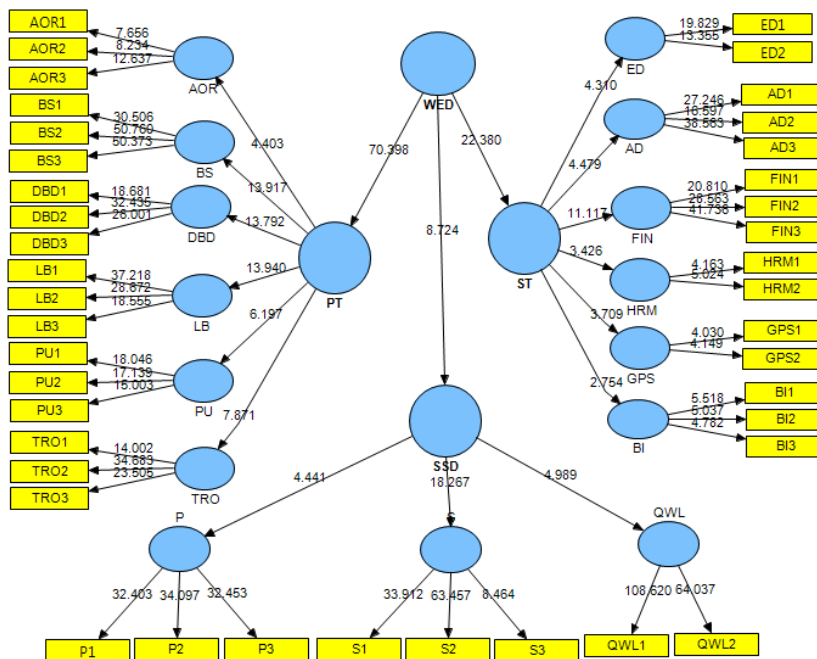 AOR1
7.656
AOR2
8.234
AOR3
12.637
AOR
BS1
30.506
BS2
50.760
BS3
50.373
BS
DBD1
18.681
DBD2
32.435
DBD3
26.001
DBD
LB1
37.218
LB2
28.672
LB3
18.555
LB
PU1
18.046
PU2
17.139
PU3
15.003
PU
TRO1
14.002
TRO2
34.683
TRO3
23.505
TRO
4.403
13.917
13.792
13.940
6.197
7.871
PT
WED
70.398
22.380
8.724
ST
4.310
4.479
11.117
3.426
3.709
2.754
ED
19.829
ED1
13.355
ED2
AD
27.246
AD1
16.597
AD2
38.563
AD3
FIN
20.810
FIN1
26.563
FIN2
41.736
FIN3
HRM
4.163
HRM1
5.024
HRM2
GPS
4.030
GPS1
4.149
GPS2
BI
5.518
BI1
5.037
BI2
4.782
BI3
SSD
4.441
18.267
4.989
P
S
QWL
32.403
34.097
32.453
33.912
63.457
8.464
108.620
64.037
P1
P2
P3
S1
S2
S3
QWL1
QWL2